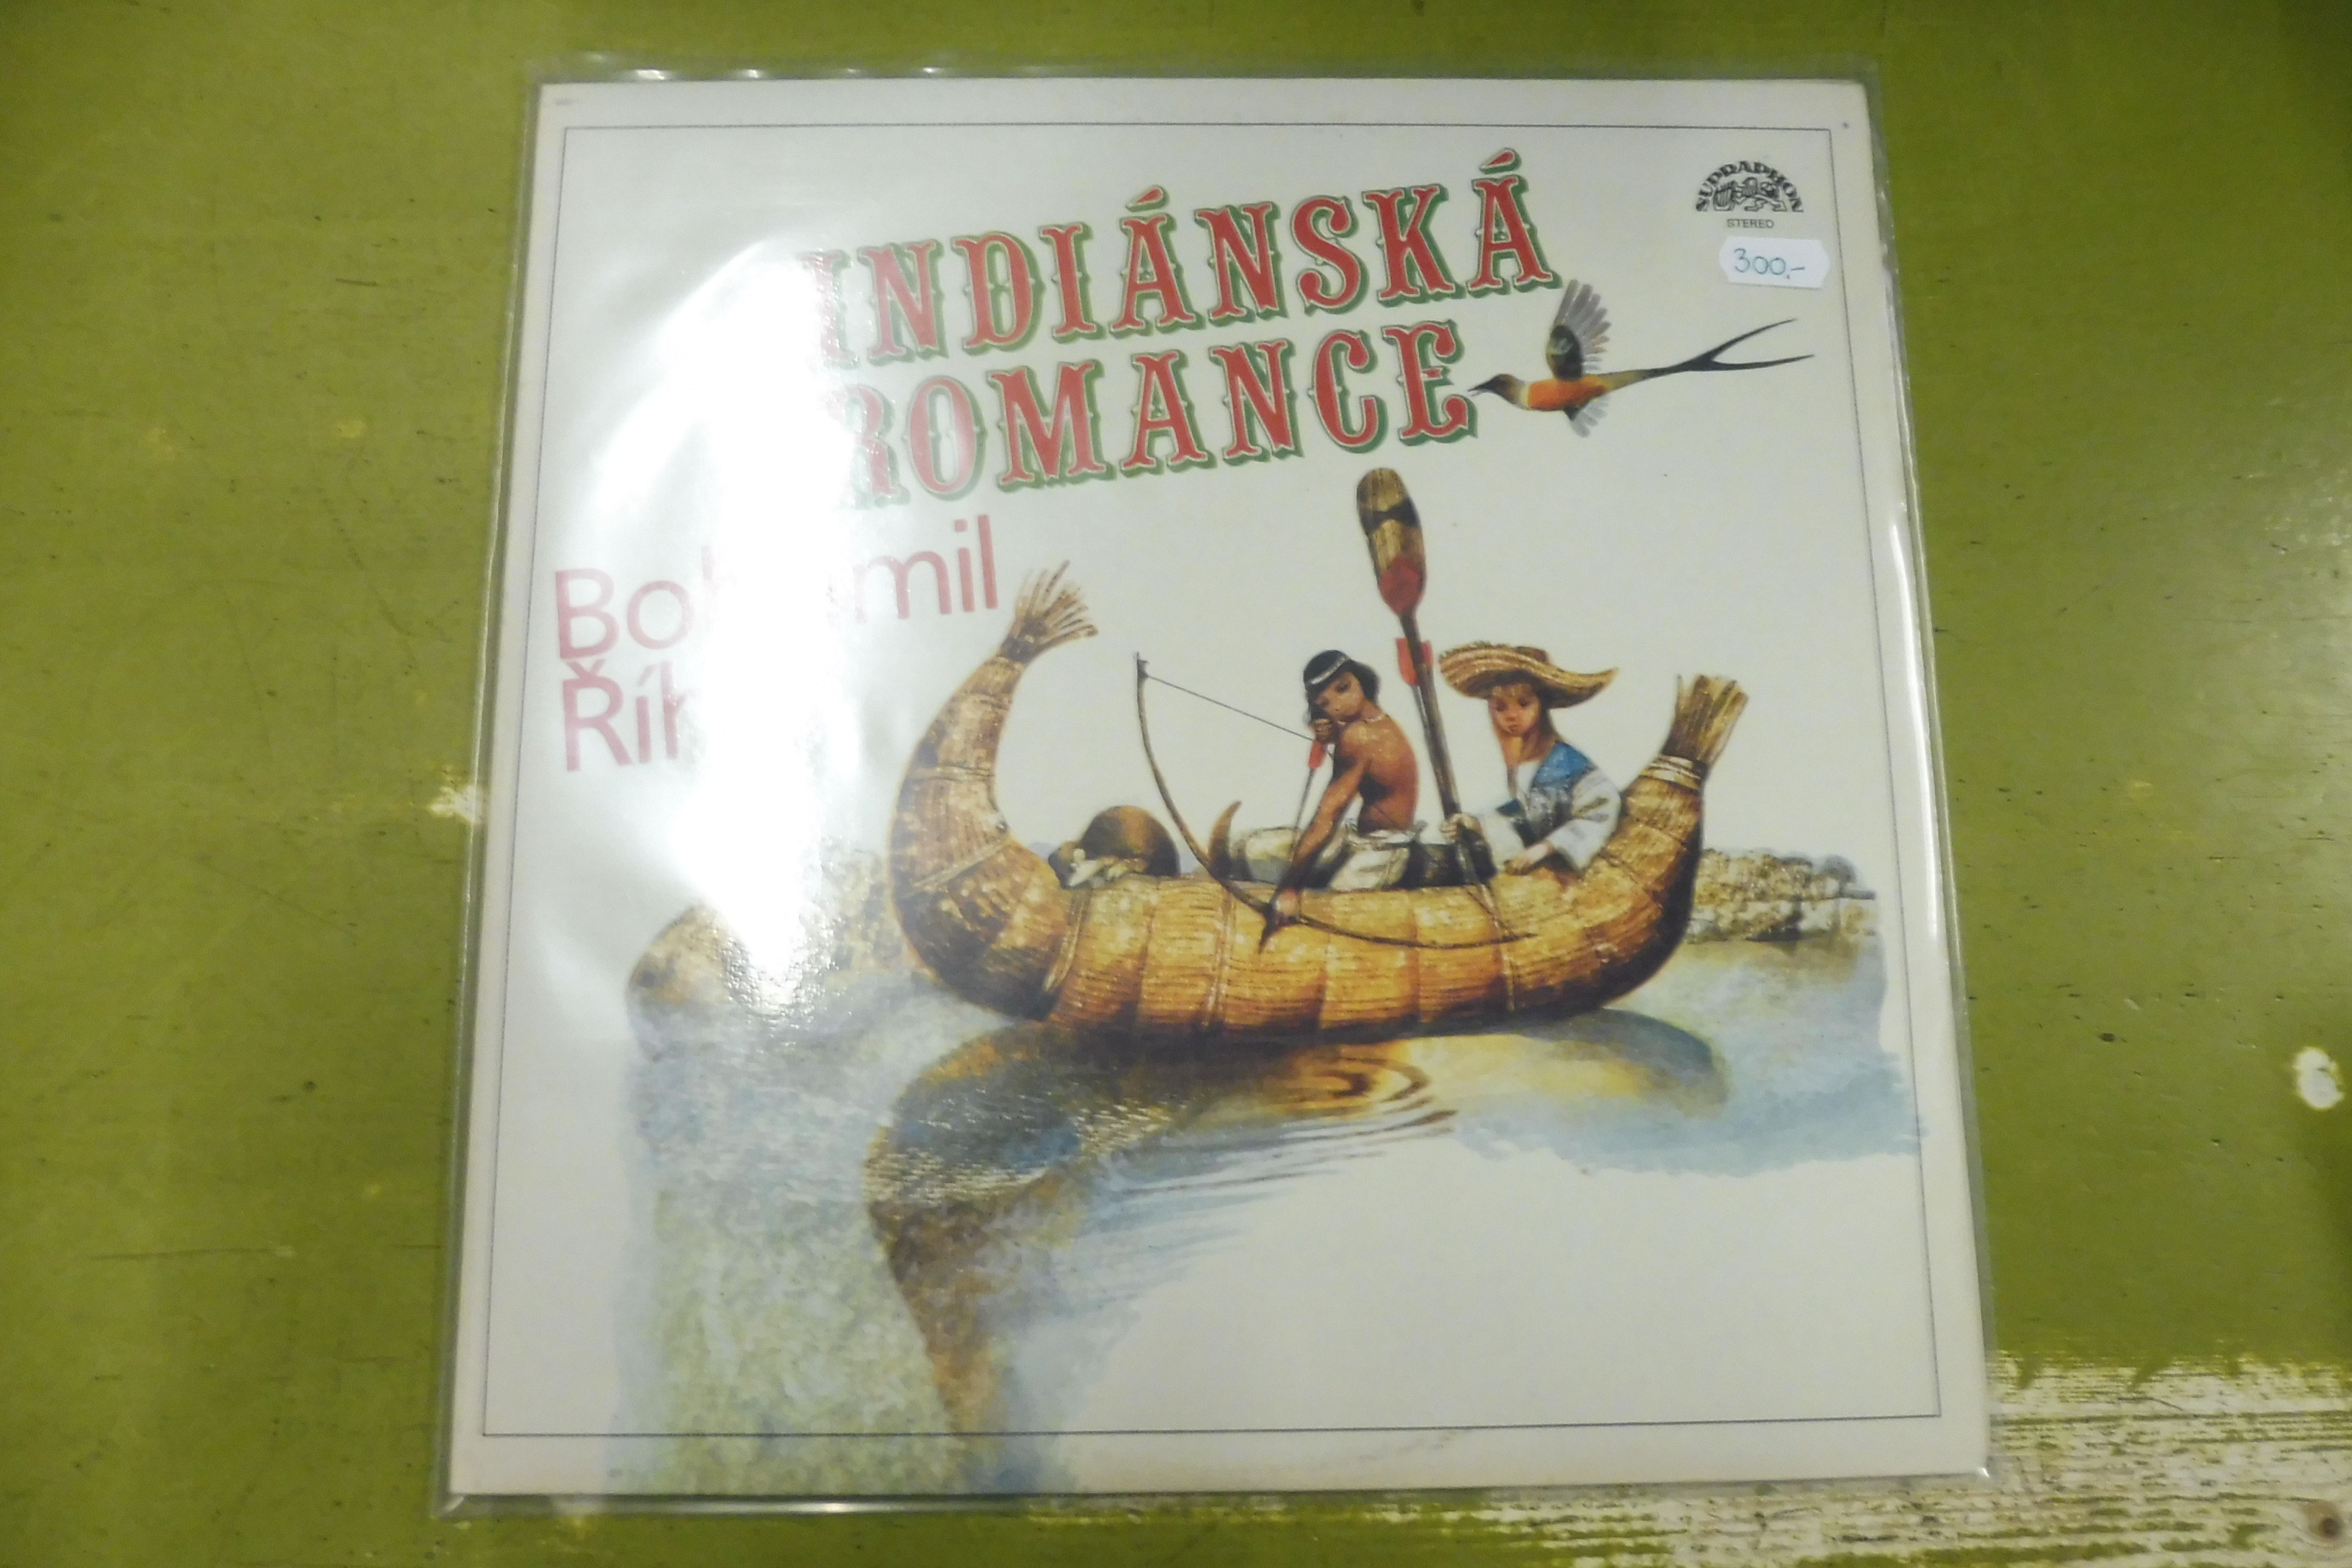 SUPRAPHON
STEREO
300,-
INDIÁNSKÁ
ROMANCE